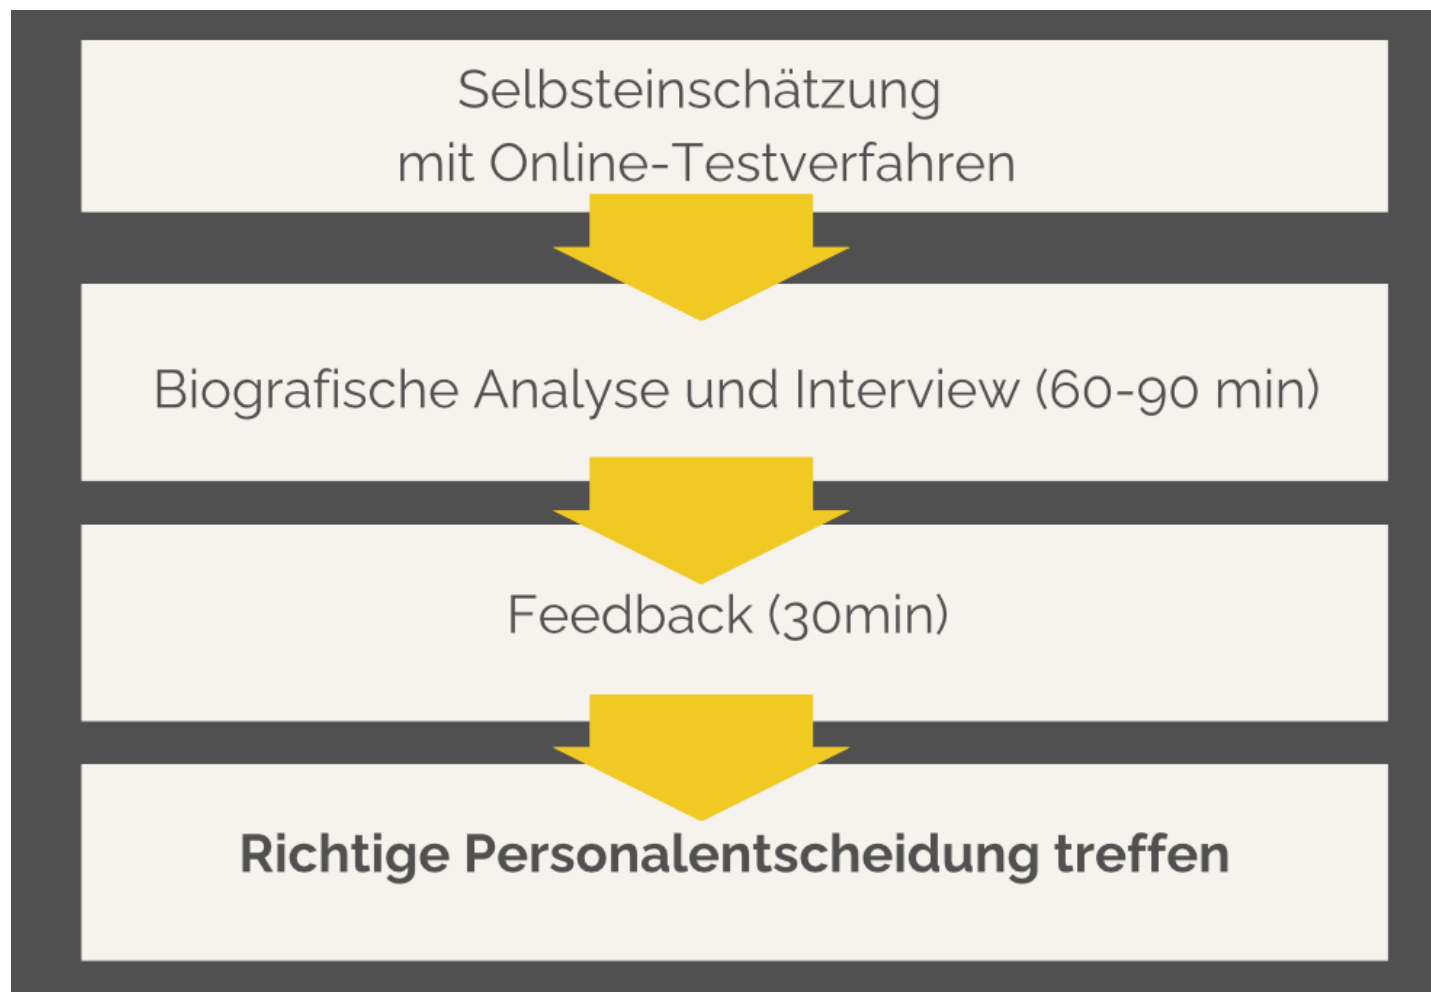 Selbsteinschätzung
mit Online-Testverfahren
Biografische Analyse und Interview (60-90 min)
Feedback (30min)
Richtige Personalentscheidung treffen